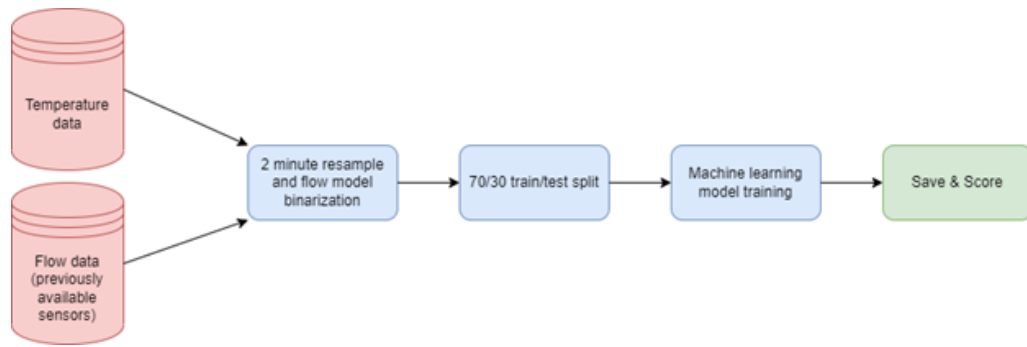 Temperature
data
Flow data
(previously
available
sensors)
2 minute resample
and flow model
binarization
70/30 train/test split
Machine learning
model training
Save & Score